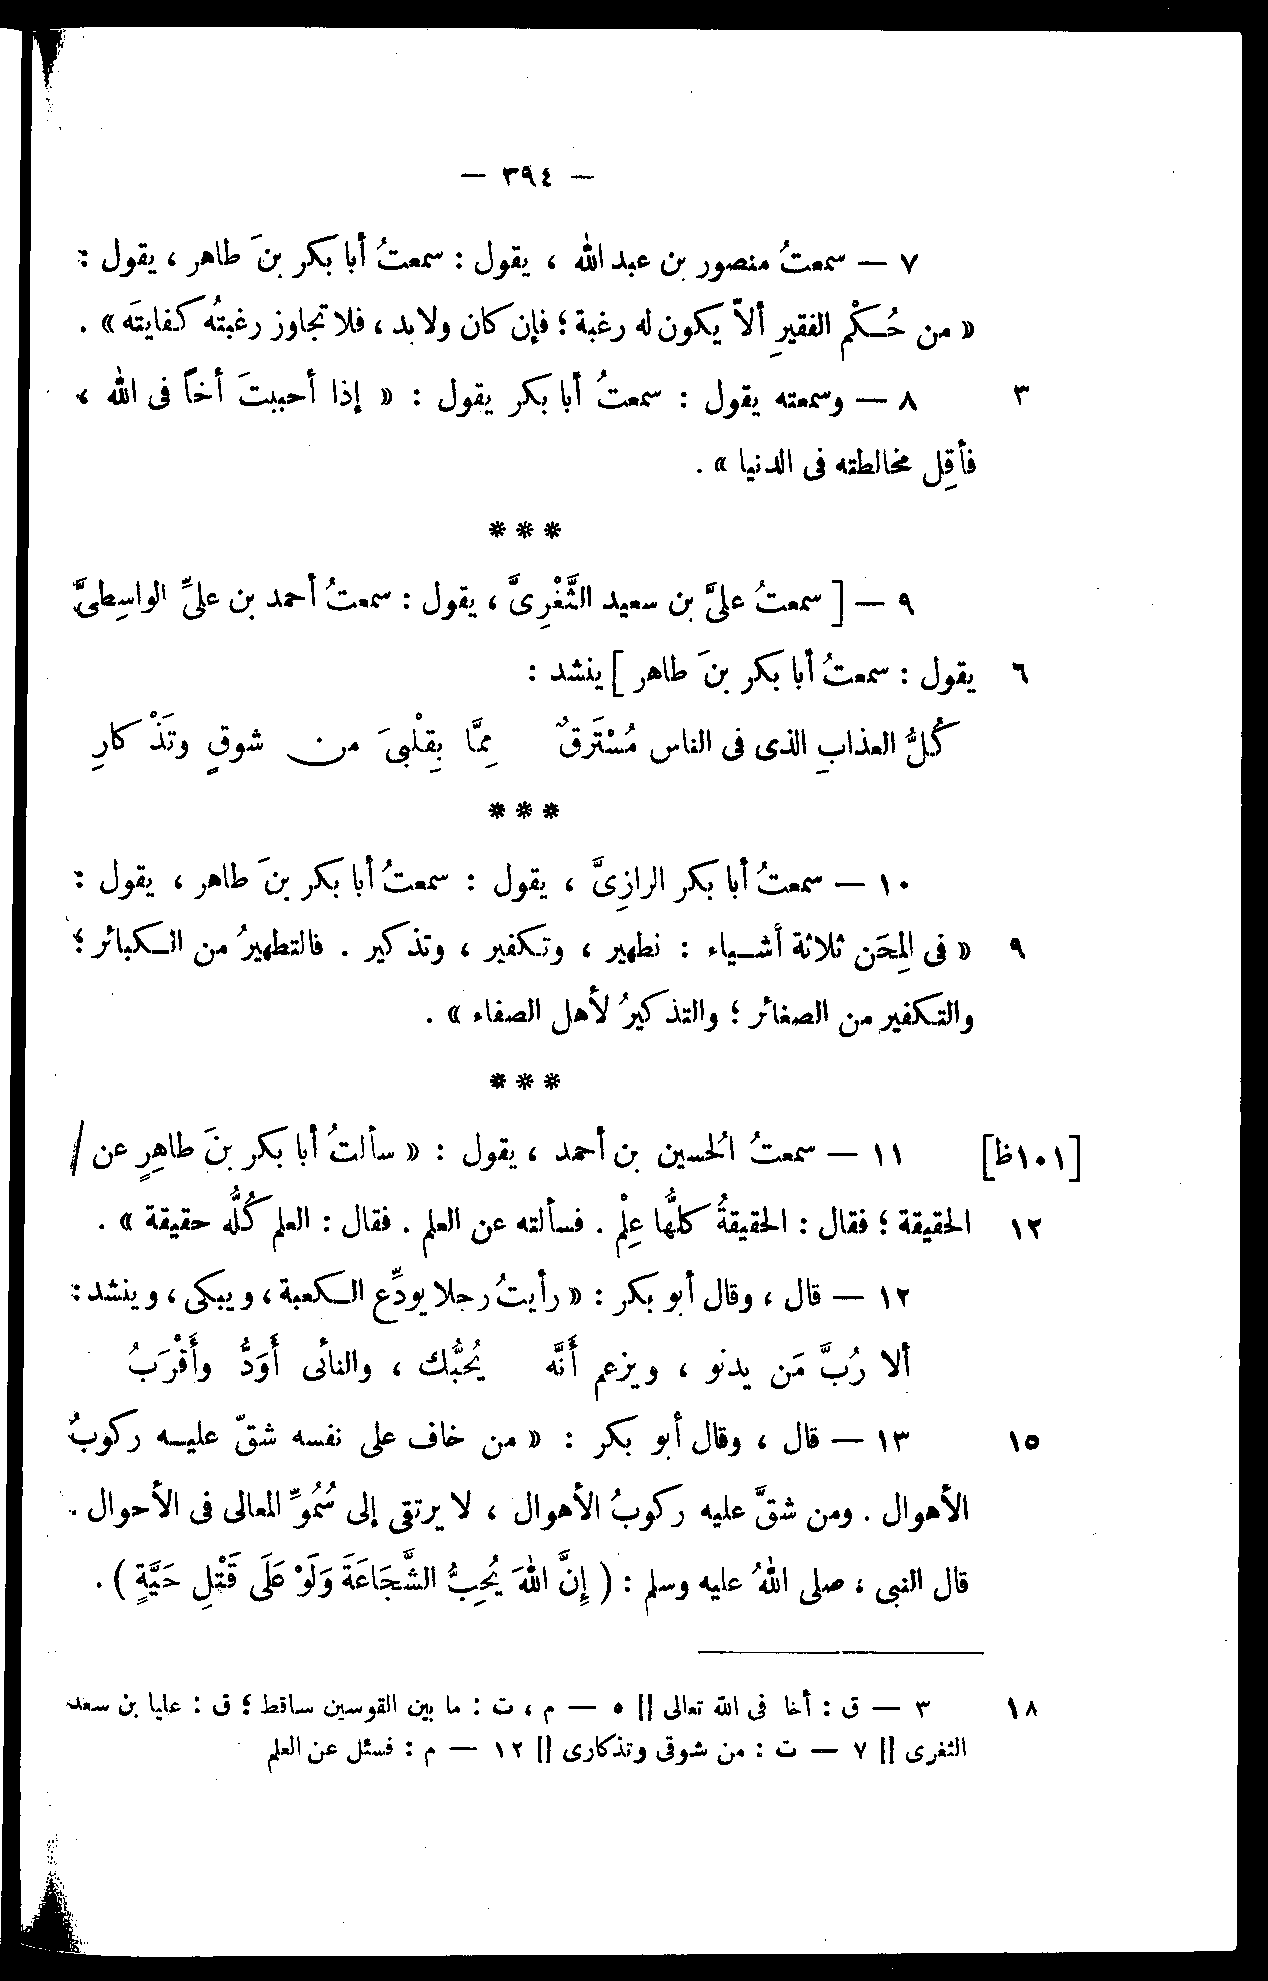 — ٣٩٤ —
٧ — سمعتُ منصور بن عبد الله ، يقول : سمعتُ أبا بكر بنَ طاهر ، يقول :
« من حُكْم الفقيرِ ألاّ يكون له رغبة ؛ فإن كان ولابد ، فلا تجاوز رغبتُه كفايتَه » .
٣ ٨ — وسمعته يقول : سمعتُ أبا بكر يقول : « إذا أحببتَ أخاً فى الله ،
فأقِل مخالطته فى الدنيا » .
* * *
٩ — [ سمعتُ علىَّ بن سعيد الثَّغْرِىَّ ، يقول : سمعتُ أحمد بن علىِّ الواسِطىَّ
٦ يقول : سمعتُ أبا بكر بنَ طاهر ] ينشد :
كُلُّ العذابِ الذى فى الناس مُسْتَرَقٌ مِمَّا بِقلْبىَ من شوقٍ وتَذْكارِ
* * *
١٠ — سمعتُ أبا بكر الرازِىَّ ، يقول : سمعتُ أبا بكر بنَ طاهر ، يقول :
٩ « فى المِحَن ثلاثة أشياء : تطهير ، وتكفير ، وتذكير . فالتطهيرُ من الكبائر ؛
والتكفير من الصغائر ؛ والتذكيرُ لأهل الصفاء » .
* * *
[١٠١ظ] ١١ — سمعتُ الحُسين بن أحمد ، يقول : « سألتُ أبا بكر بنَ طاهِرٍ عن /
١٢ الحقيقة ؛ فقال : الحقيقةُ كلُّها عِلْم . فسألته عن العلم . فقال : العلم كُلُّه حقيقة » .
١٢ — قال ، وقال أبو بكر : « رأيتُ رجلا يودِّع الكعبة ، ويبكى ، وينشد :
ألا رُبَّ مَن يدنو ، ويزعم أَنَّه يُحبُّك ، والنائى أَوَدُّ وأَقْرَبُ
١٥ ١٣ — قال ، وقال أبو بكر : « من خاف على نفسه شقّ عليه ركوبُ
الأهوال . ومن شقَّ عليه ركوبُ الأهوال ، لا يرتقى إلى سُمُوِّ المعالى فى الأحوال .
قال النبى ، صلى اللهُ عليه وسلم : ( إِنَّ اللهَ يُحِبُّ الشَّجَاعَةَ وَلَوْ عَلَى قَتْلِ حَيَّةٍ ) .
١٨ ٣ — ق : أخا فى الله تعالى || ٥ — م ، ت : ما بين القوسين ساقط ؛ ق : عليا بن سعد
الثغرى || ٧ — ت : من شوقى وتذكارى || ١٢ — م : فسئل عن العلم